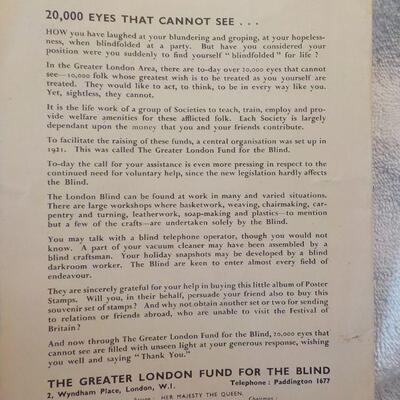 20,000 EYES THAT CANNOT SEE . . .
HOW you have laughed at your blundering and groping, at your hopeless-
ness, when blindfolded at a party. But have you considered your
position were you suddenly to find yourself "blindfolded" for life ?
In the Greater London Area, there are to-day over 20,000 eyes that cannot
see—10,000 folk whose greatest wish is to be treated as you yourself are
treated. They would like to act, to think, to be in every way like you.
Yet, sightless, they cannot.
It is the life work of a group of Societies to teach, train, employ and pro-
vide welfare amenities for these afflicted folk. Each Society is largely
dependant upon the money that you and your friends contribute.
To facilitate the raising of these funds, a central organisation was set up in
1921. This was called The Greater London Fund for the Blind.
To-day the call for your assistance is even more pressing in respect to the
continued need for voluntary help, since the new legislation hardly affects
the Blind.
The London Blind can be found at work in many and varied situations.
There are large workshops where basketwork, weaving, chairmaking, car-
pentry and turning, leatherwork, soap-making and plastics—to mention
but a few of the crafts—are undertaken solely by the Blind.
You may talk with a blind telephone operator, though you would not
know. A part of your vacuum cleaner may have been assembled by a
blind craftsman. Your holiday snapshots may be developed by a blind
darkroom worker. The Blind are keen to enter almost every field of
endeavour.
They are sincerely grateful for your help in buying this little album of Poster
Stamps. Will you, in their behalf, persuade your friend also to buy this
souvenir set of stamps? And why not obtain another set or two for sending
to relations or friends abroad, who are unable to visit the Festival of
Britain?
And now through The Greater London Fund for the Blind, 20,000 eyes that
cannot see are filled with unseen light at your generous response, wishing
you well and saying "Thank You."
THE GREATER LONDON FUND FOR THE BLIND
2, Wyndham Place, London, W.1. Telephone : Paddington 1677
HER MAJESTY THE QUEEN.